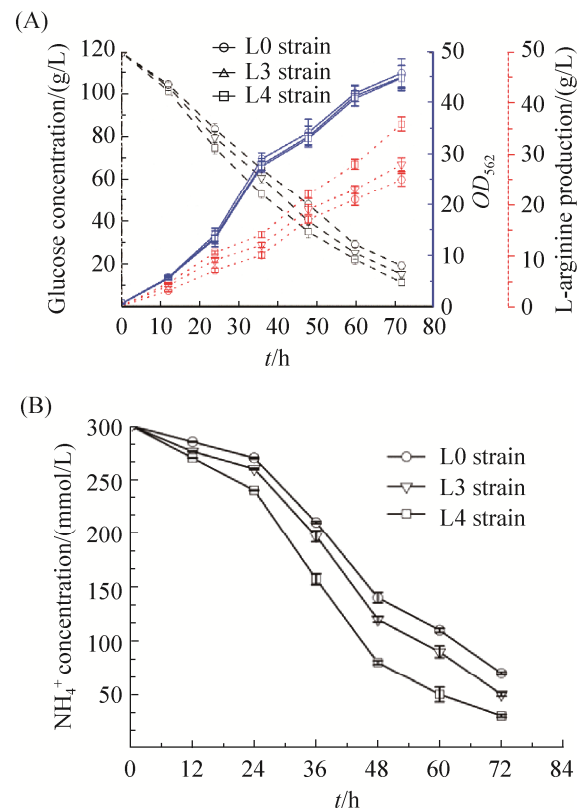 (A)
L0 strain
L3 strain
L4 strain
Glucose concentration/(g/L)
120
100
80
60
40
20
0 10 20 30 40 50 60 70 80
t/h
50
40
30
20
10
0
OD562
50
40
30
20
10
0
L-arginine production/(g/L)
(B)
L0 strain
L3 strain
L4 strain
NH4+ concentration/(mmol/L)
300
250
200
150
100
50
0 12 24 36 48 60 72 84
t/h